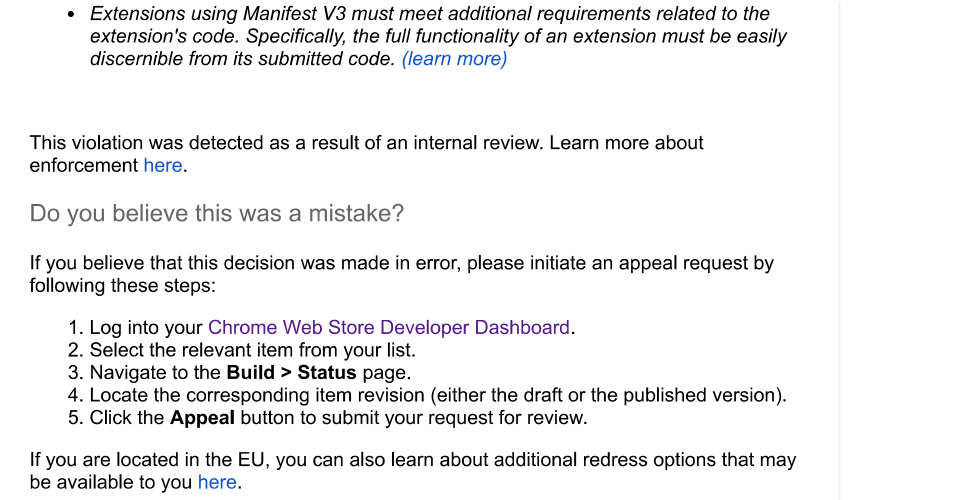 • Extensions using Manifest V3 must meet additional requirements related to the
extension's code. Specifically, the full functionality of an extension must be easily
discernible from its submitted code. (learn more)
This violation was detected as a result of an internal review. Learn more about
enforcement here.
Do you believe this was a mistake?
If you believe that this decision was made in error, please initiate an appeal request by
following these steps:
1. Log into your Chrome Web Store Developer Dashboard.
2. Select the relevant item from your list.
3. Navigate to the Build > Status page.
4. Locate the corresponding item revision (either the draft or the published version).
5. Click the Appeal button to submit your request for review.
If you are located in the EU, you can also learn about additional redress options that may
be available to you here.